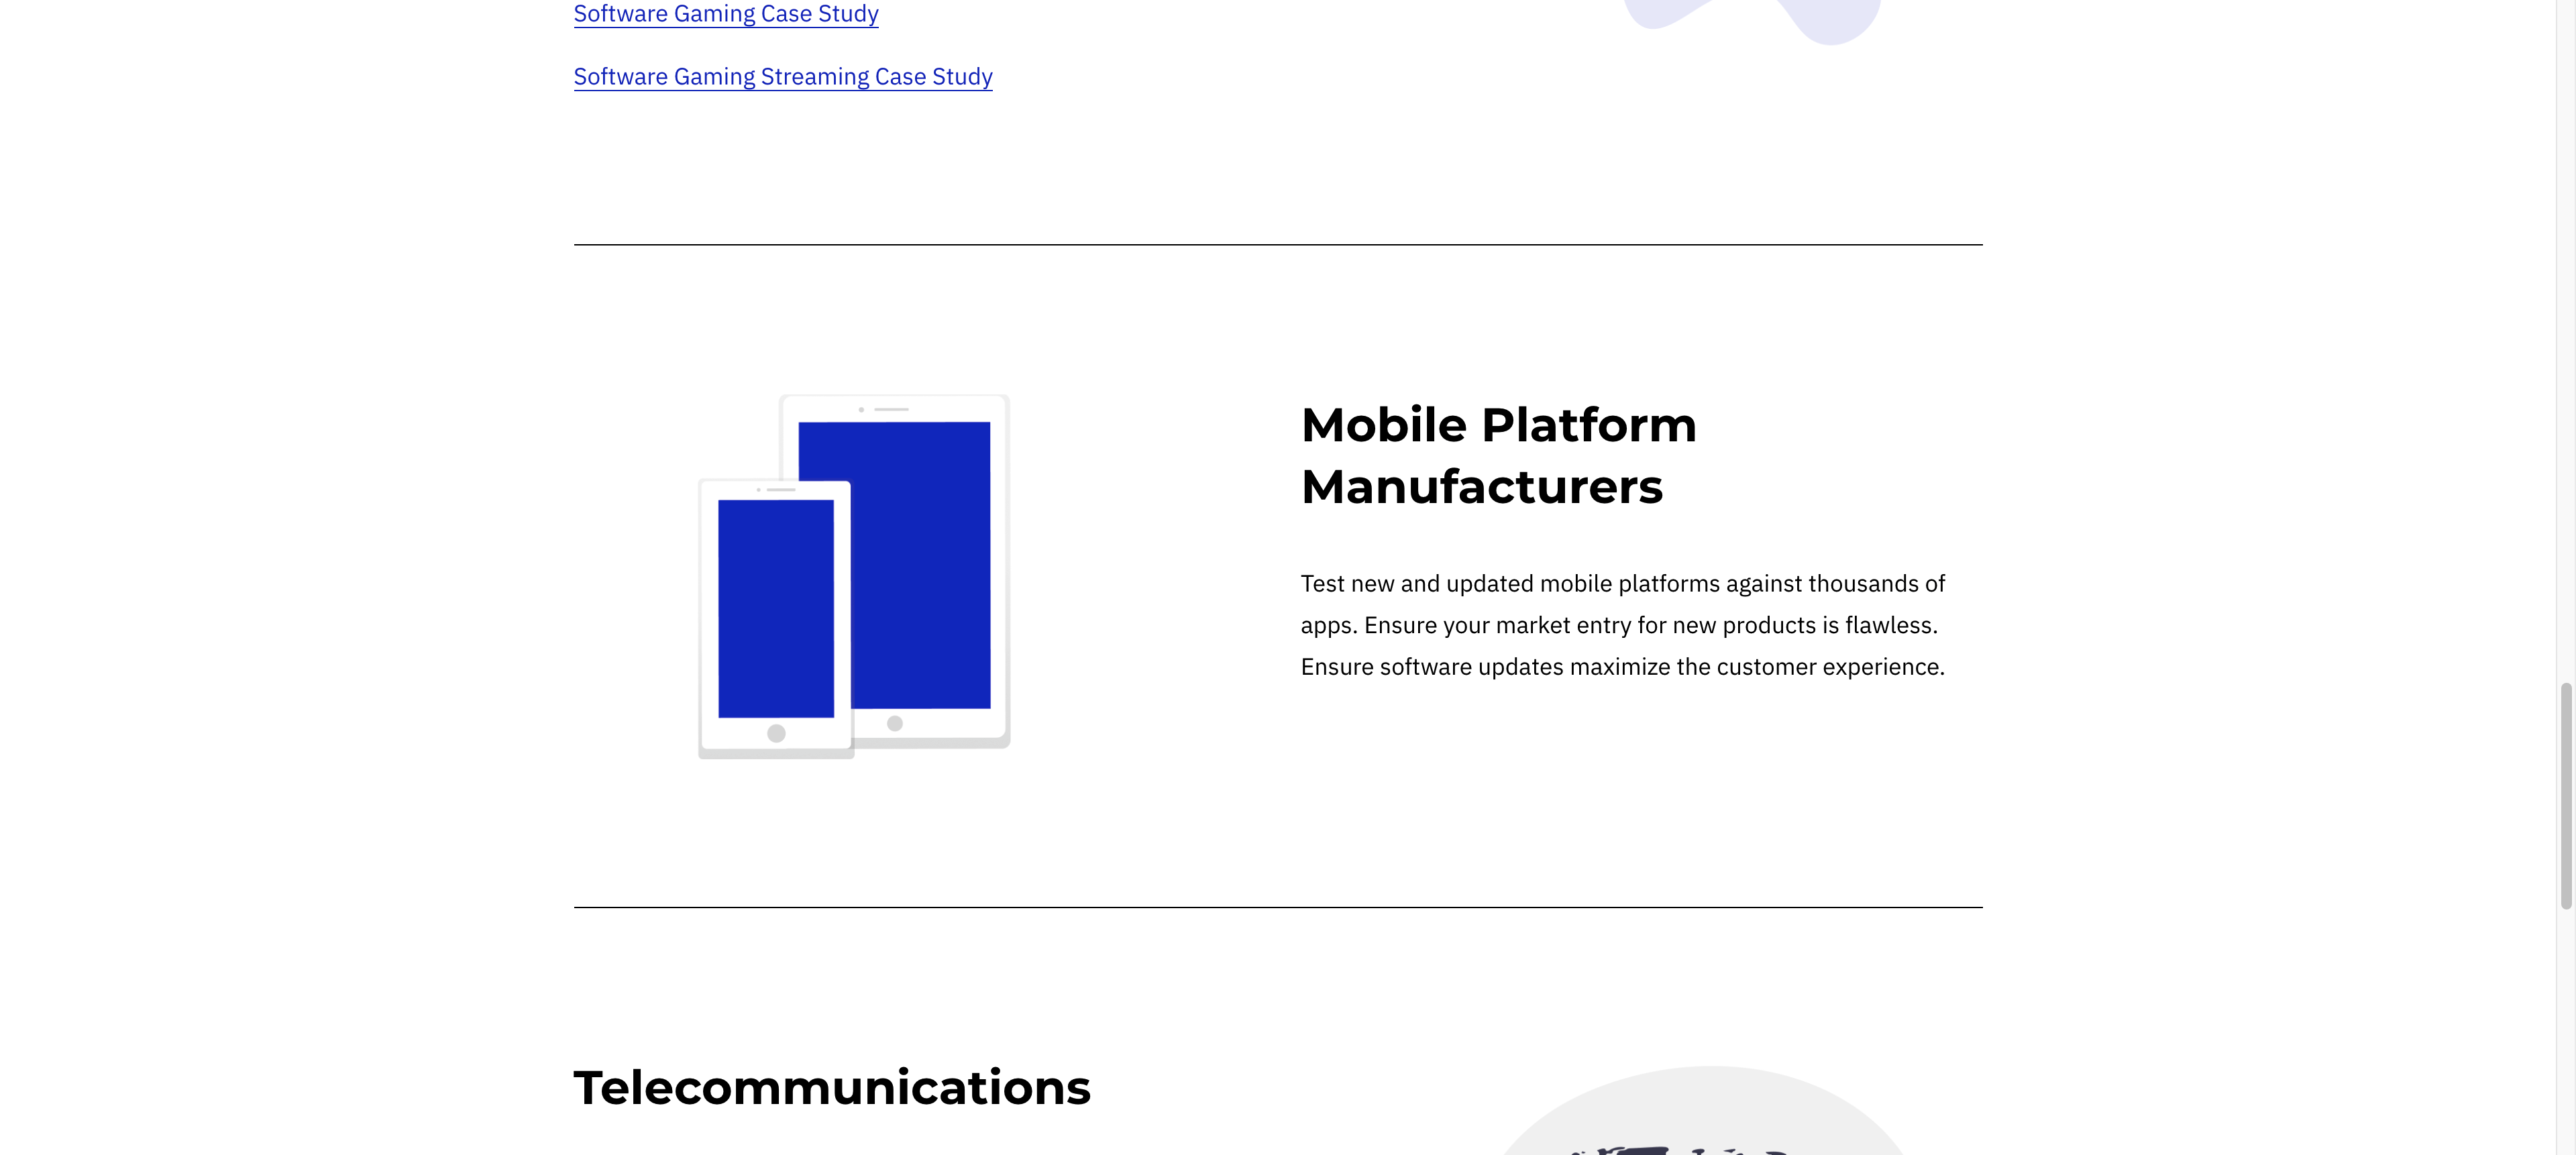 Software Gaming Case Study
Software Gaming Streaming Case Study
Mobile Platform
Manufacturers
Test new and updated mobile platforms against thousands of
apps. Ensure your market entry for new products is flawless.
Ensure software updates maximize the customer experience.
Telecommunications